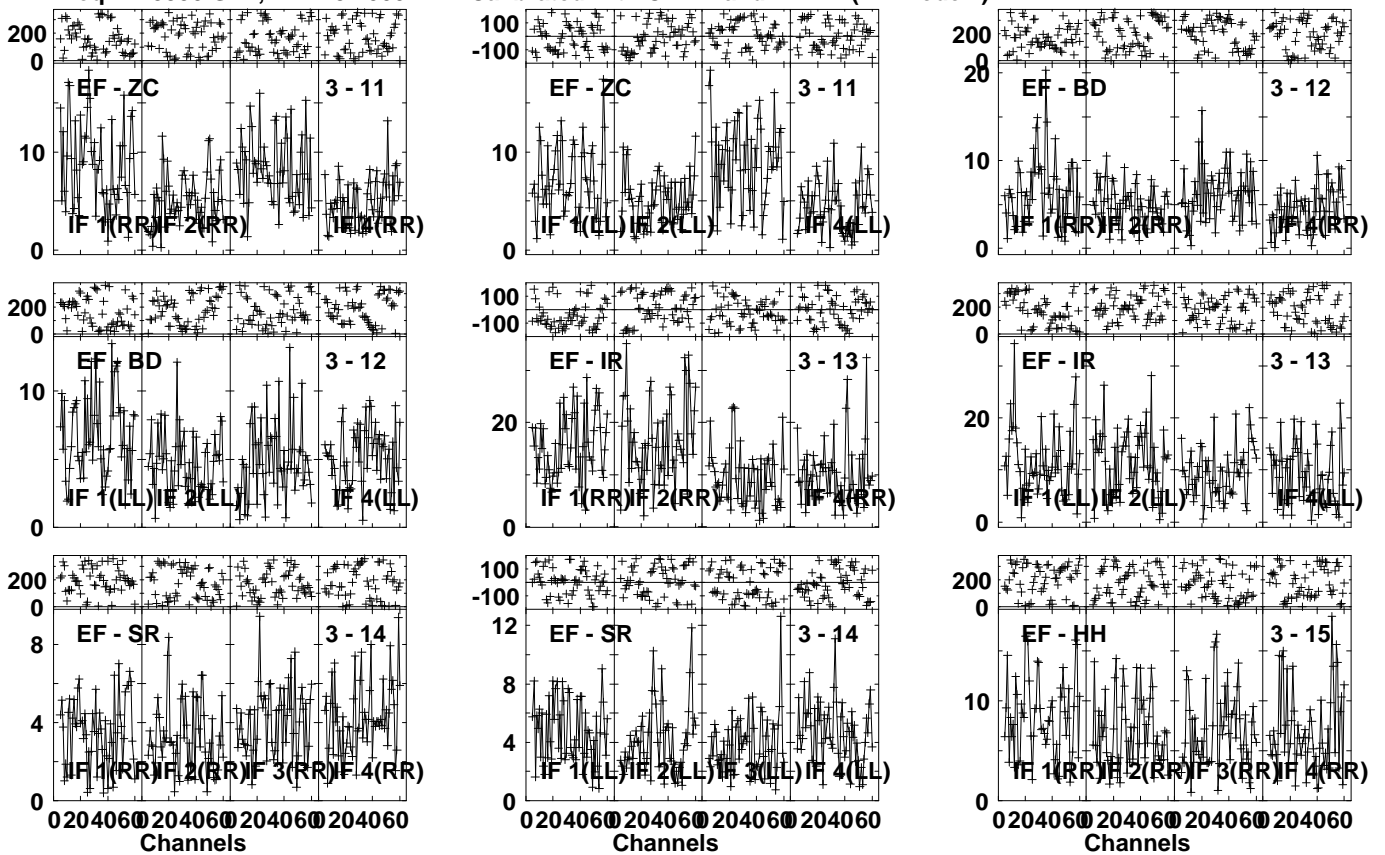 200
0
100
-100
200
0
EF - ZC 3 - 11
EF - ZC 3 - 11
EF - BD 3 - 12
20
10
0
10
0
10
0
IF 1(RR) IF 2(RR) IF 4(RR)
IF 1(LL) IF 2(LL) IF 4(LL)
IF 1(RR) IF 2(RR) IF 4(RR)
200
0
100
-100
200
0
EF - BD 3 - 12
EF - IR 3 - 13
EF - IR 3 - 13
10
0
20
0
20
0
IF 1(LL) IF 2(LL) IF 4(LL)
IF 1(RR) IF 2(RR) IF 4(RR)
IF 1(LL) IF 2(LL) IF 4(LL)
200
0
100
-100
200
0
EF - SR 3 - 14
EF - SR 3 - 14
EF - HH 3 - 15
8
4
0
12
8
4
0
10
0
IF 1(RR) IF 2(RR) IF 3(RR) IF 4(RR)
IF 1(LL) IF 2(LL) IF 3(LL) IF 4(LL)
IF 1(RR) IF 2(RR) IF 3(RR) IF 4(RR)
0 20 40 60 0 20 40 60 0 20 40 60 0 20 40 60
0 20 40 60 0 20 40 60 0 20 40 60 0 20 40 60
0 20 40 60 0 20 40 60 0 20 40 60 0 20 40 60
Channels
Channels
Channels